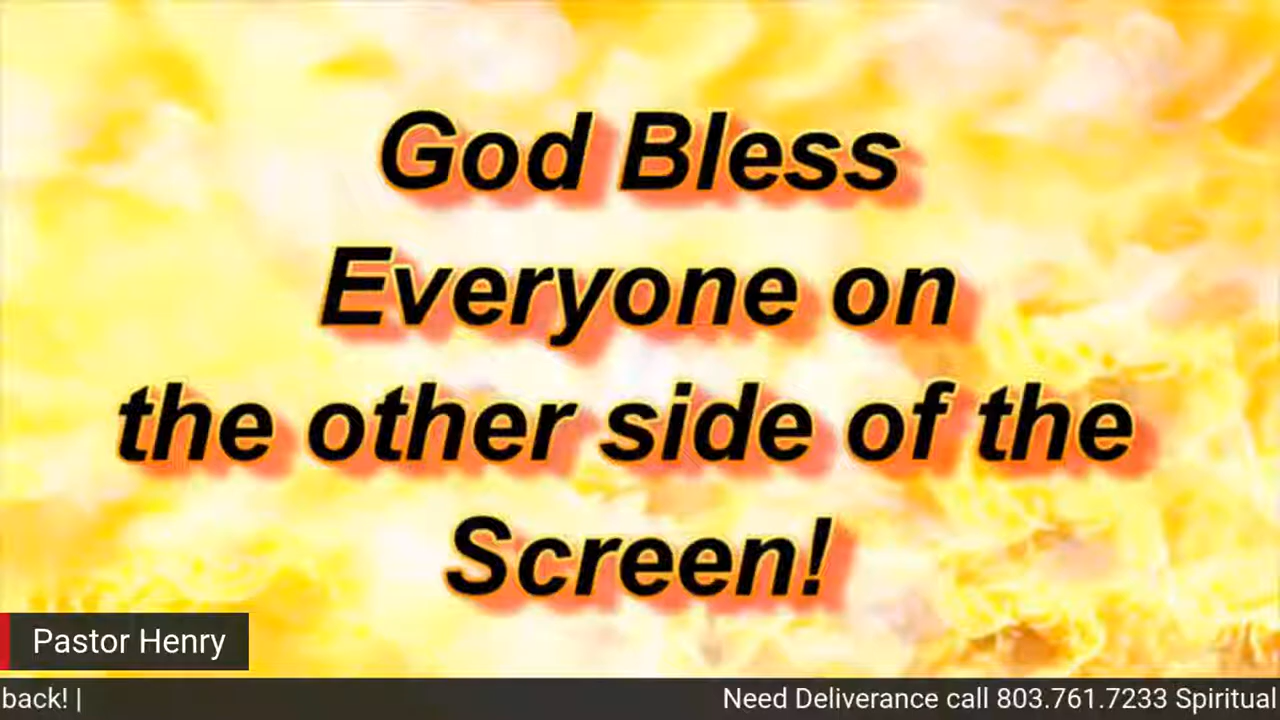 God Bless
Everyone on
the other side of the
Screen!
Pastor Henry
back! | Need Deliverance call 803.761.7233 Spiritual